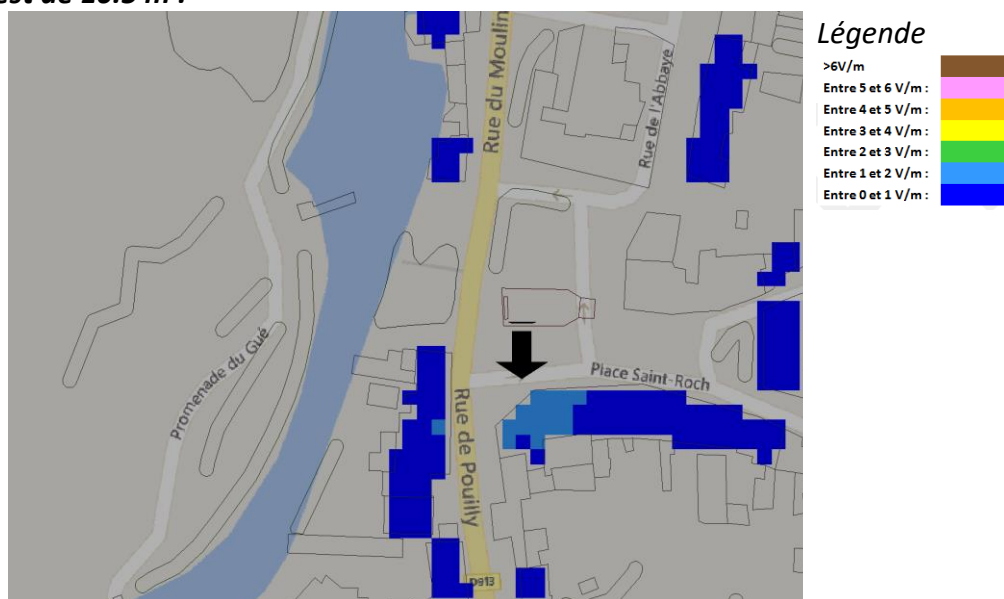 est de 16.5 m :
Légende
>6V/m
Entre 5 et 6 V/m :
Entre 4 et 5 V/m :
Entre 3 et 4 V/m :
Entre 2 et 3 V/m :
Entre 1 et 2 V/m :
Entre 0 et 1 V/m :
Rue du Moulin
Rue de l'Abbaye
Promenade du Gué
Place Saint-Roch
Rue de Pouilly
D913